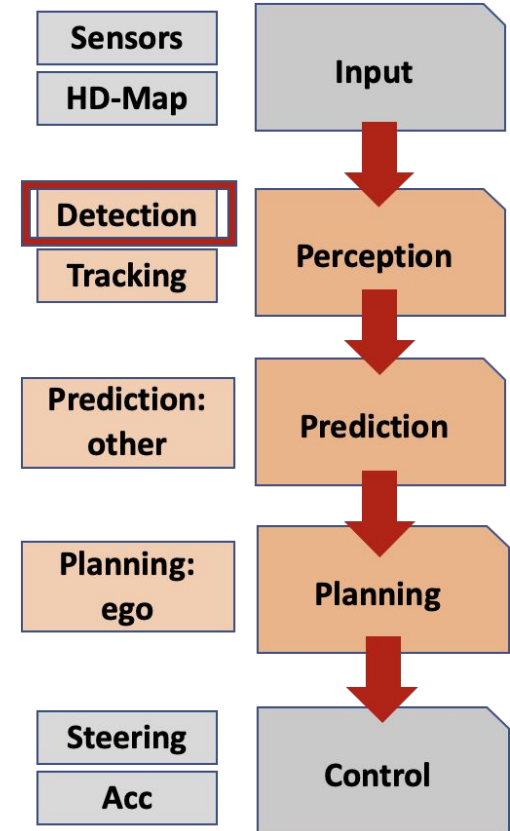 Sensors
HD-Map
Input
Detection
Tracking
Perception
Prediction:
other
Prediction
Planning:
ego
Planning
Steering
Acc
Control